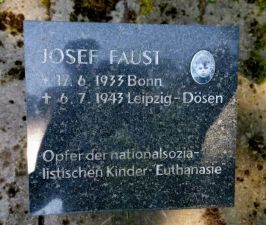 JOSEF FAUST
* 17. 6. 1933 Bonn
✝ 6. 7. 1943 Leipzig-Dösen
Opfer der nationalsozia-
listischen Kinder-Euthanasie